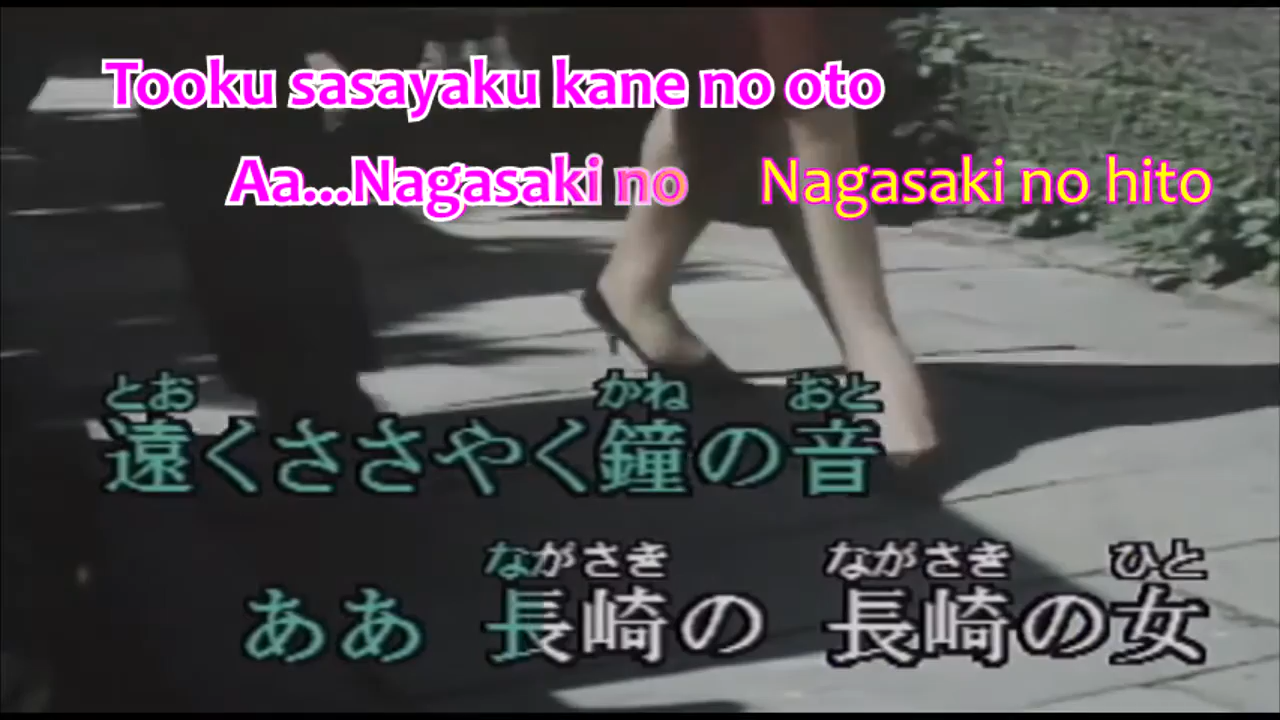 Tooku sasayaku kane no oto
Aa...Nagasaki no Nagasaki no hito
とお かね おと
遠くささやく鐘の音
ながさき ながさき ひと
ああ 長崎の 長崎の女